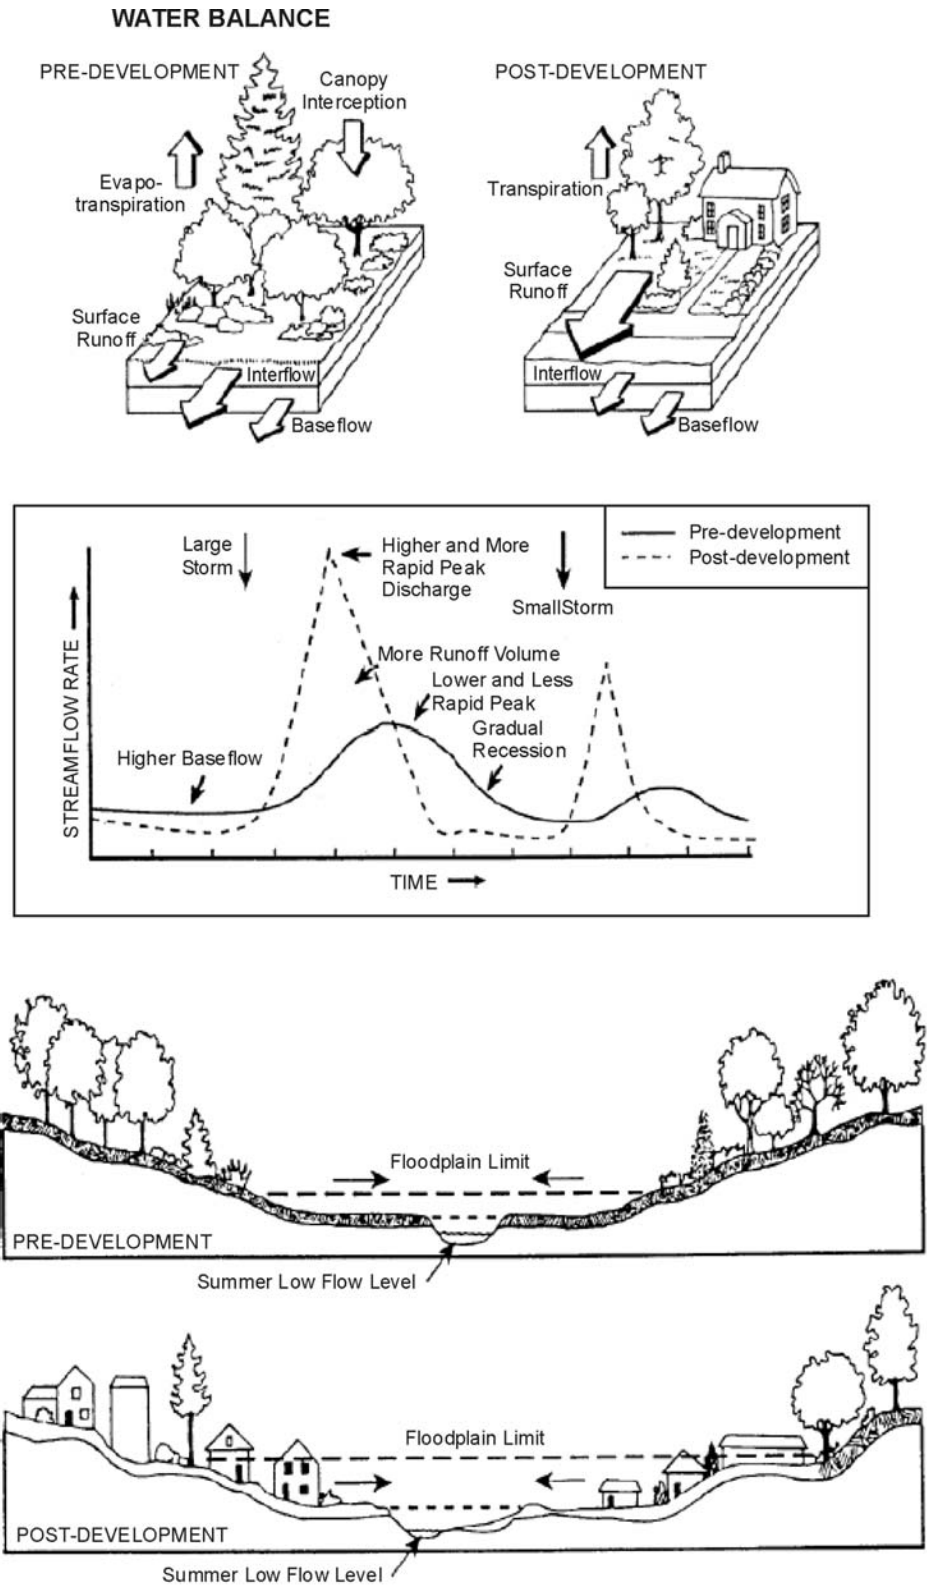 WATER BALANCE
PRE-DEVELOPMENT
Canopy
Interception
Evapo-
transpiration
Surface
Runoff
Interflow
Baseflow
POST-DEVELOPMENT
Transpiration
Surface
Runoff
Interflow
Baseflow
Large
Storm
Higher and More
Rapid Peak
Discharge
SmallStorm
Pre-development
Post-development
More Runoff Volume
Lower and Less
Rapid Peak
Gradual
Recession
Higher Baseflow
STREAMFLOW RATE
TIME
Floodplain Limit
PRE-DEVELOPMENT
Summer Low Flow Level
Floodplain Limit
POST-DEVELOPMENT
Summer Low Flow Level